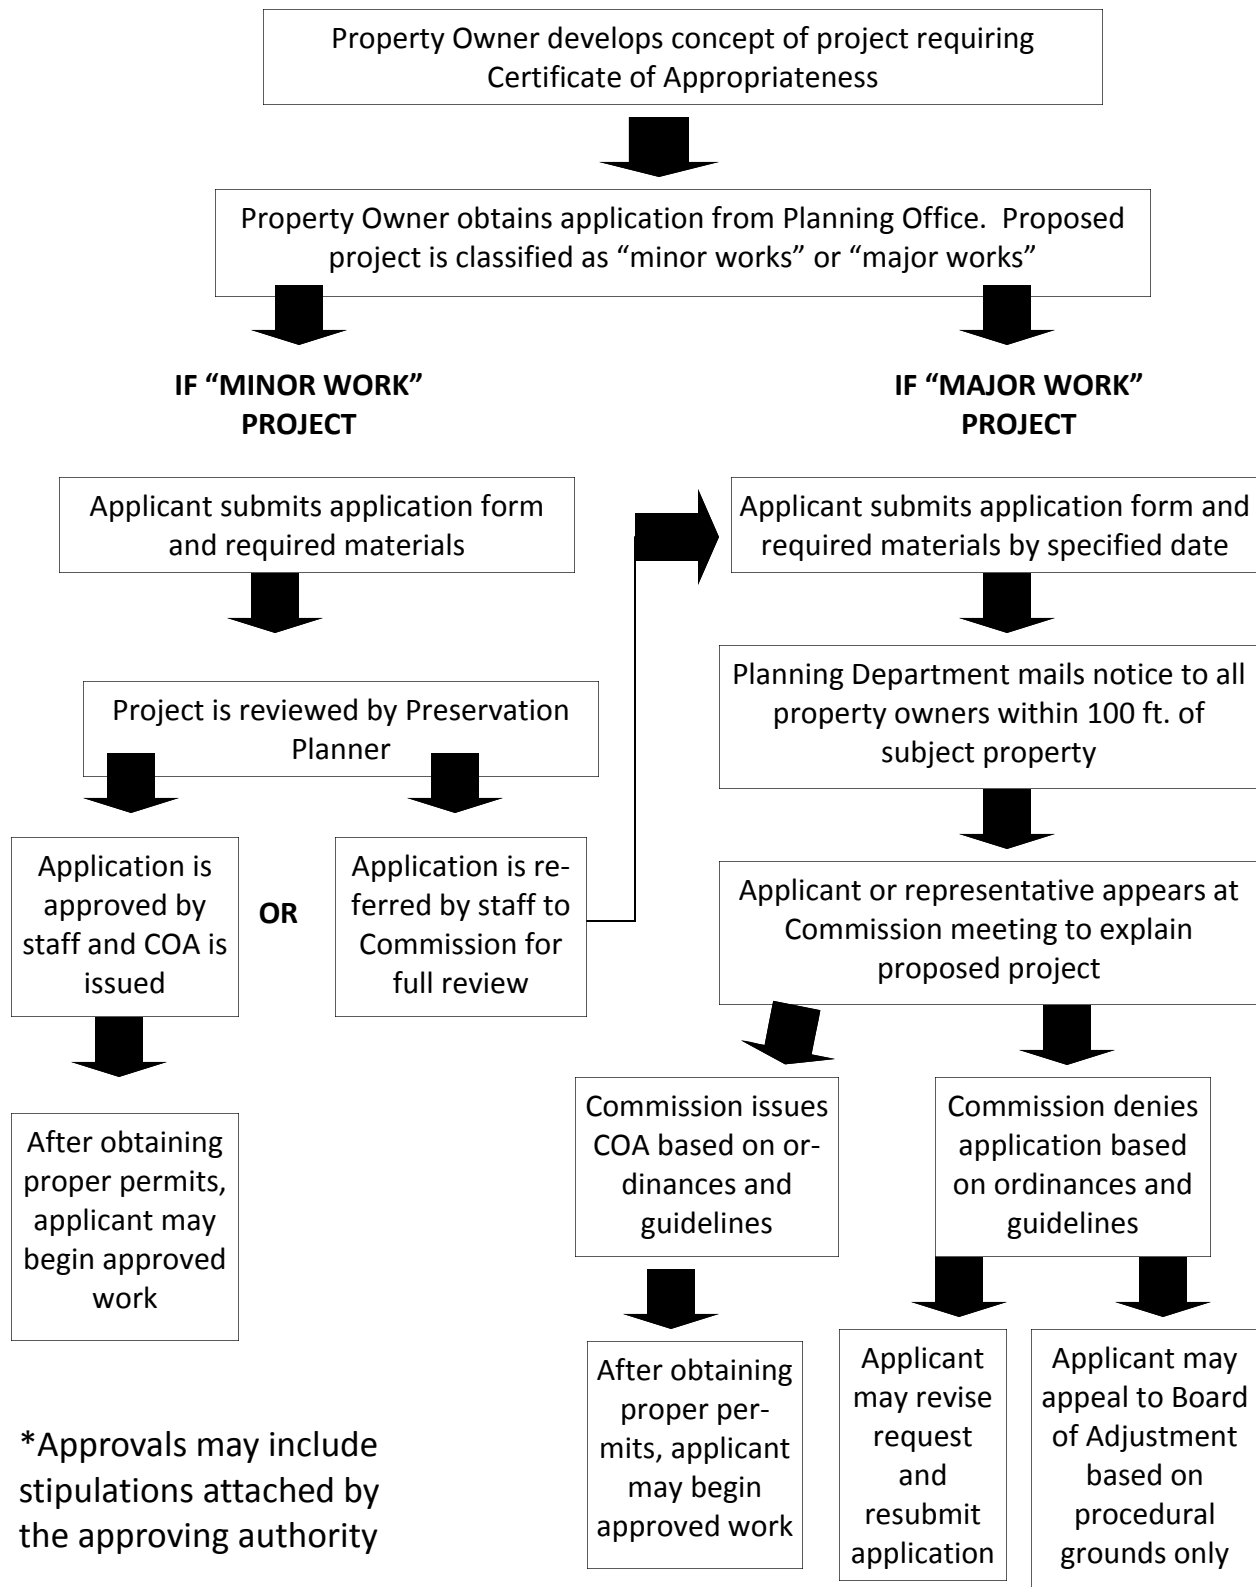 Property Owner develops concept of project requiring
Certificate of Appropriateness
Property Owner obtains application from Planning Office.  Proposed
project is classified as “minor works” or “major works”
IF “MINOR WORK”
PROJECT
IF “MAJOR WORK”
PROJECT
Applicant submits application form
and required materials
Applicant submits application form and
required materials by specified date
Project is reviewed by Preservation
Planner
Planning Department mails notice to all
property owners within 100 ft. of
subject property
Application is
approved by
staff and COA is
issued
OR
Application is re-
ferred by staff to
Commission for
full review
Applicant or representative appears at
Commission meeting to explain
proposed project
After obtaining
proper permits,
applicant may
begin approved
work
Commission issues
COA based on or-
dinances and
guidelines
Commission denies
application based
on ordinances and
guidelines
After obtaining
proper per-
mits, applicant
may begin
approved work
Applicant
may revise
request
and
resubmit
application
Applicant may
appeal to Board
of Adjustment
based on
procedural
grounds only
*Approvals may include
stipulations attached by
the approving authority